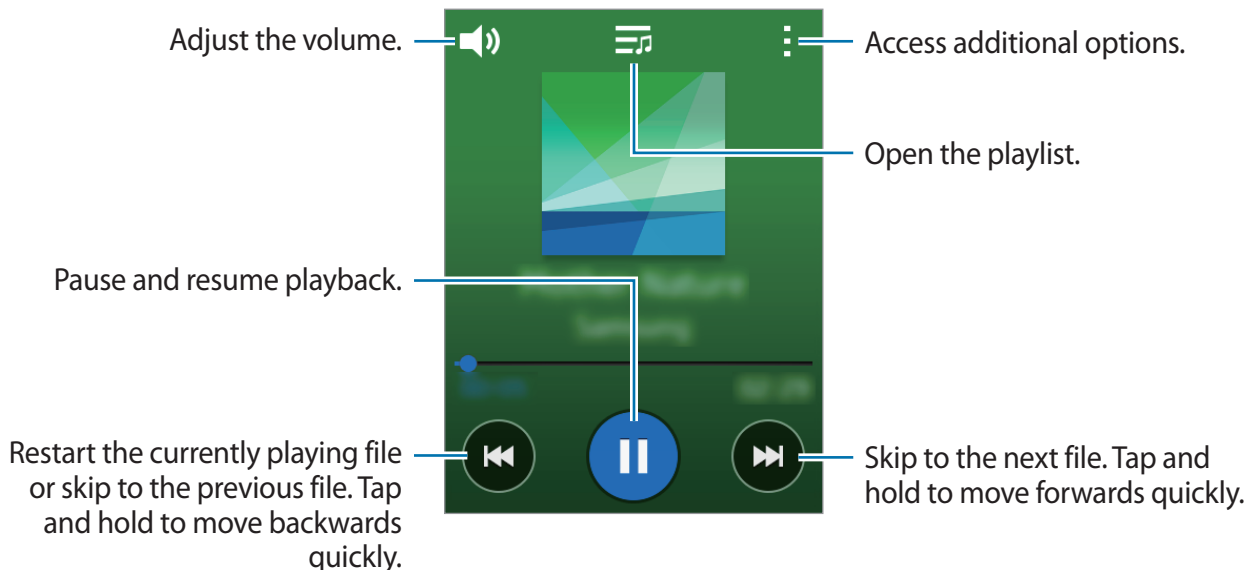 Adjust the volume.
Access additional options.
Open the playlist.
Pause and resume playback.
Restart the currently playing file
or skip to the previous file. Tap
and hold to move backwards
quickly.
Skip to the next file. Tap and
hold to move forwards quickly.